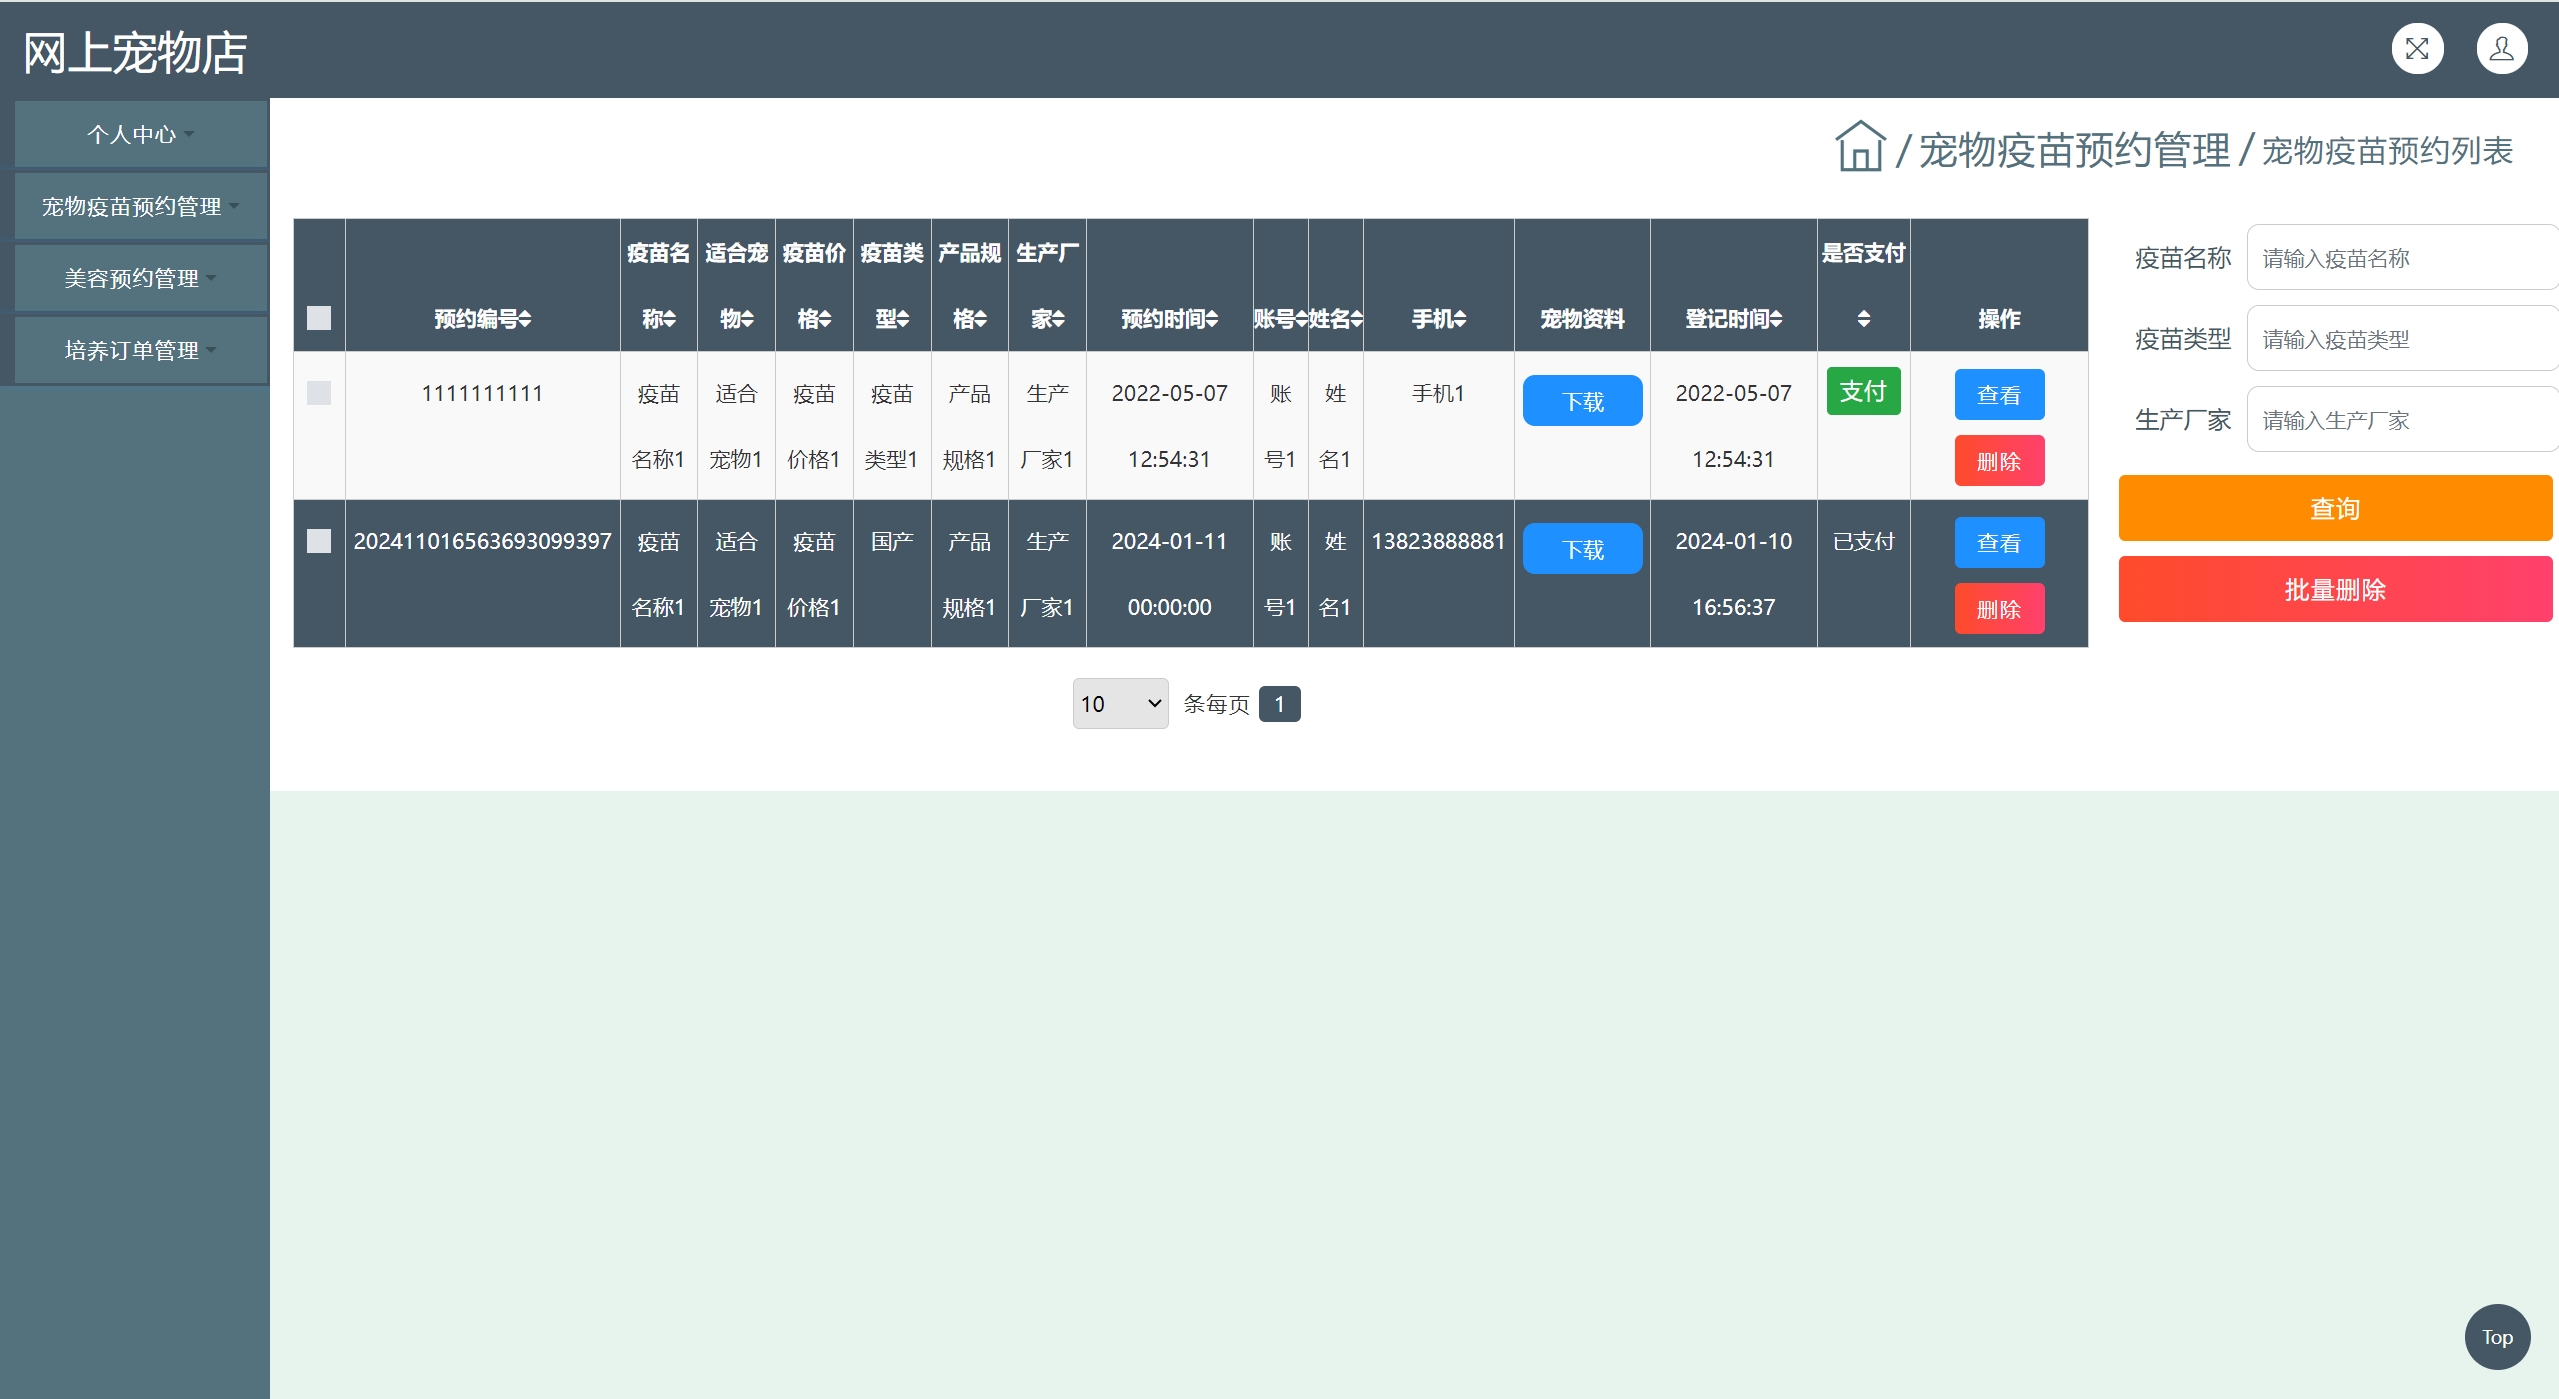 网上宠物店
个人中心
宠物疫苗预约管理
美容预约管理
培养订单管理
/ 宠物疫苗预约管理 / 宠物疫苗预约列表
预约编号
疫苗名
称
适合宠
物
疫苗价
格
疫苗类
型
产品规
格
生产厂
家
预约时间
账号
姓名
手机
宠物资料
登记时间
是否支付
操作
1111111111
疫苗
名称1
适合
宠物1
疫苗
价格1
疫苗
类型1
产品
规格1
生产
厂家1
2022-05-07
12:54:31
账
号1
姓
名1
手机1
下载
2022-05-07
12:54:31
支付
查看
删除
202411016563693099397
疫苗
名称1
适合
宠物1
疫苗
价格1
国产
产品
规格1
生产
厂家1
2024-01-11
00:00:00
账
号1
姓
名1
13823888881
下载
2024-01-10
16:56:37
已支付
查看
删除
10 条每页 1
疫苗名称 请输入疫苗名称
疫苗类型 请输入疫苗类型
生产厂家 请输入生产厂家
查询
批量删除
Top